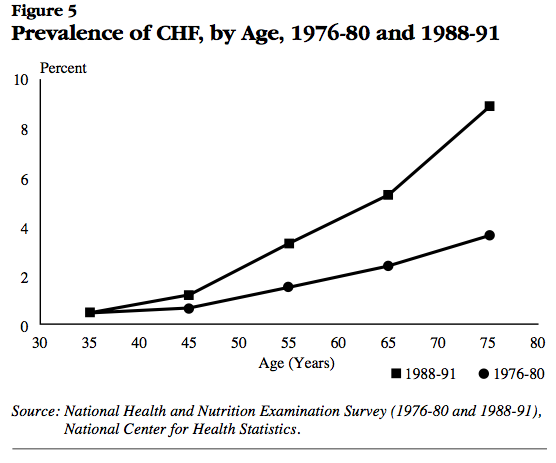 Figure 5
Prevalence of CHF, by Age, 1976-80 and 1988-91
Percent
10
8
6
4
2
0
30 35 40 45 50 55 60 65 70 75 80
Age (Years)
1988-91 1976-80
Source: National Health and Nutrition Examination Survey (1976-80 and 1988-91),
National Center for Health Statistics.